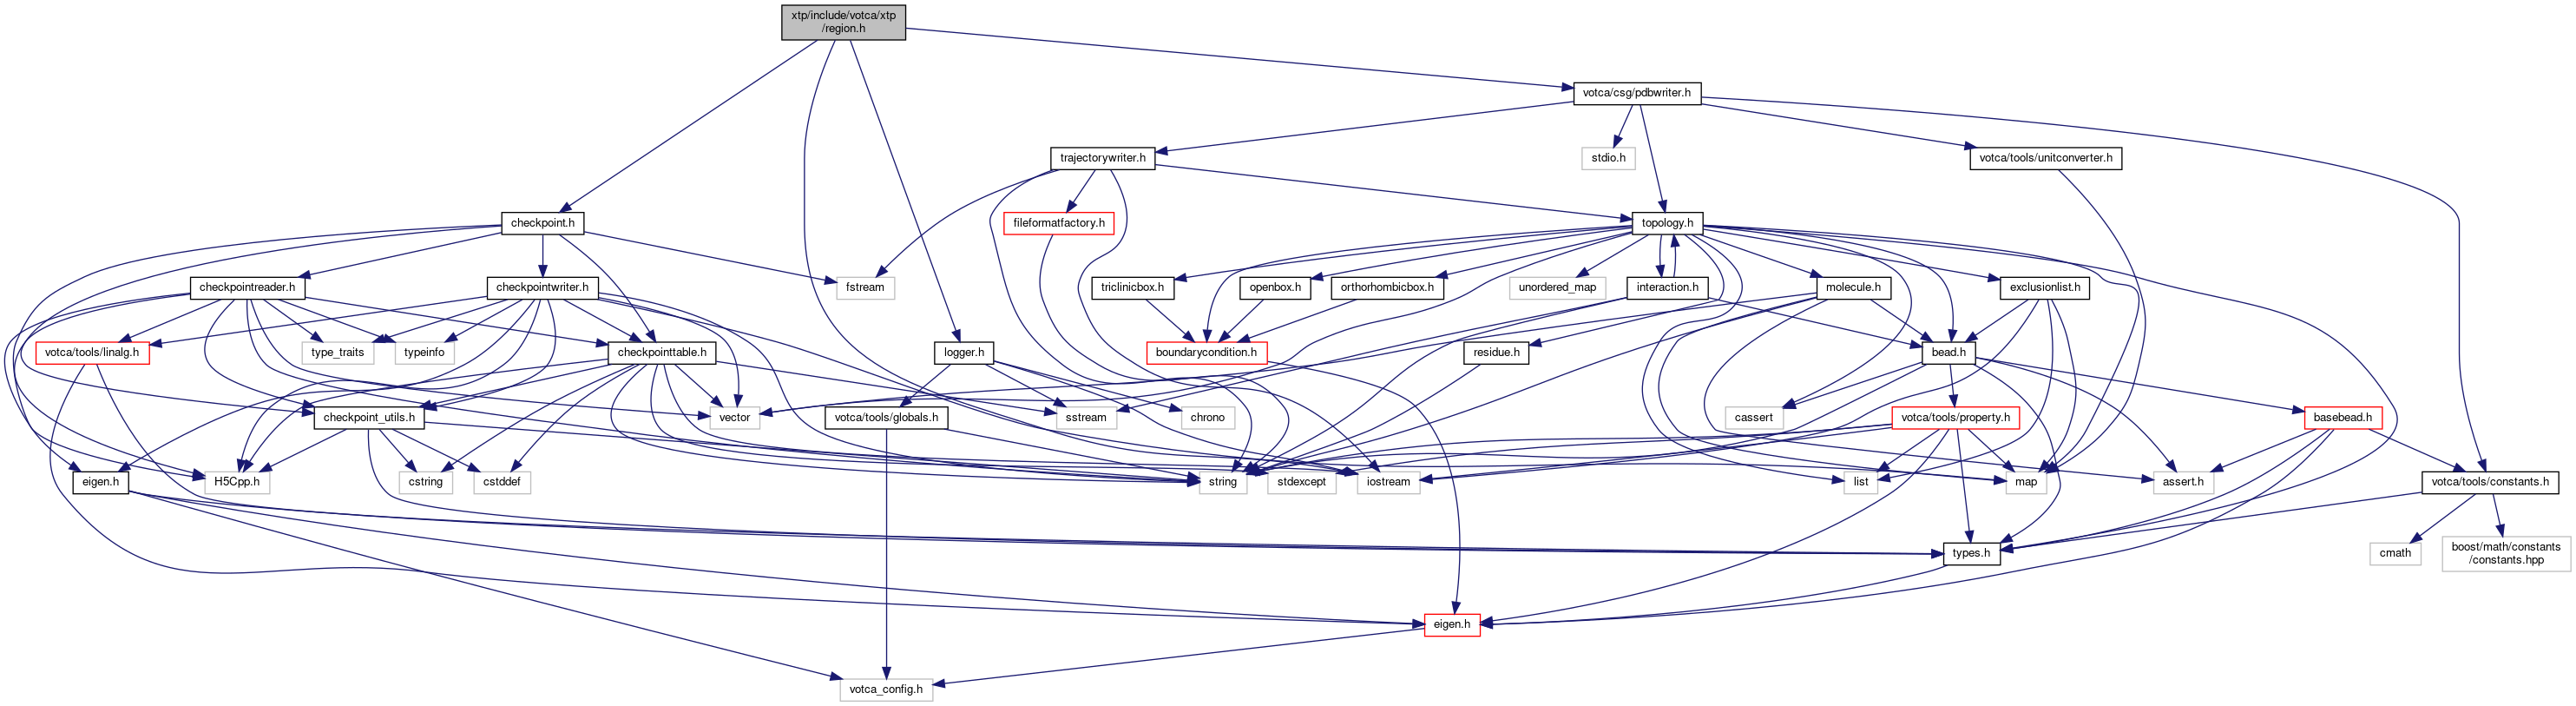 xtp/include/votca/xtp
/region.h
votca/csg/pdbwriter.h
trajectorywriter.h
stdio.h
votca/tools/unitconverter.h
checkpoint.h
fileformatfactory.h
topology.h
checkpointreader.h
checkpointwriter.h
fstream
triclinicbox.h
openbox.h
orthorhombicbox.h
unordered_map
interaction.h
molecule.h
exclusionlist.h
votca/tools/linalg.h
type_traits
typeinfo
checkpointtable.h
logger.h
boundarycondition.h
residue.h
bead.h
checkpoint_utils.h
vector
votca/tools/globals.h
sstream
chrono
cassert
votca/tools/property.h
basebead.h
eigen.h
H5Cpp.h
cstring
cstddef
string
stdexcept
iostream
list
map
assert.h
votca/tools/constants.h
types.h
cmath
boost/math/constants
/constants.hpp
eigen.h
votca_config.h